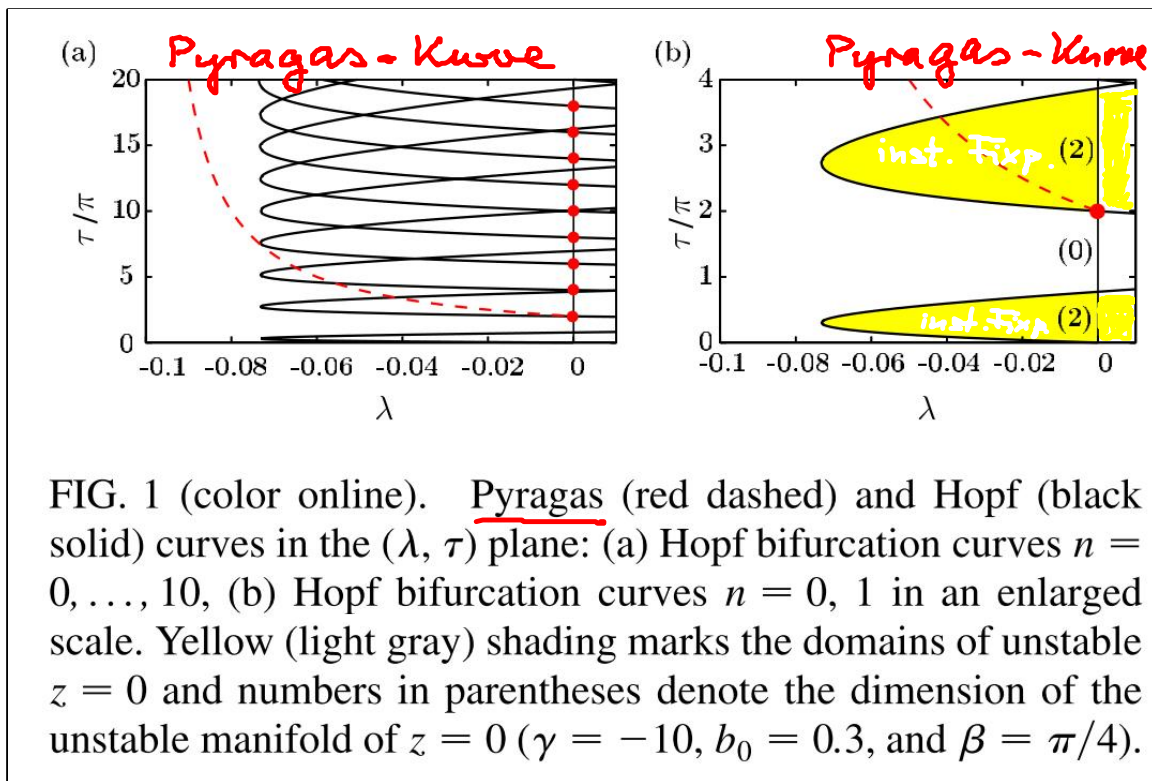 (a) Pyragas-Kurve
(b) Pyragas-Kurve
20
15
10
5
0
τ/π
-0.1 -0.08 -0.06 -0.04 -0.02 0
λ
4
3
2
1
0
τ/π
inst. Fixp. (2)
(0)
inst. Fixp (2)
-0.1 -0.08 -0.06 -0.04 -0.02 0
λ
FIG. 1 (color online). Pyragas (red dashed) and Hopf (black
solid) curves in the (λ, τ) plane: (a) Hopf bifurcation curves n =
0, . . . , 10, (b) Hopf bifurcation curves n = 0, 1 in an enlarged
scale. Yellow (light gray) shading marks the domains of unstable
z = 0 and numbers in parentheses denote the dimension of the
unstable manifold of z = 0 (γ = −10, b₀ = 0.3, and β = π/4).